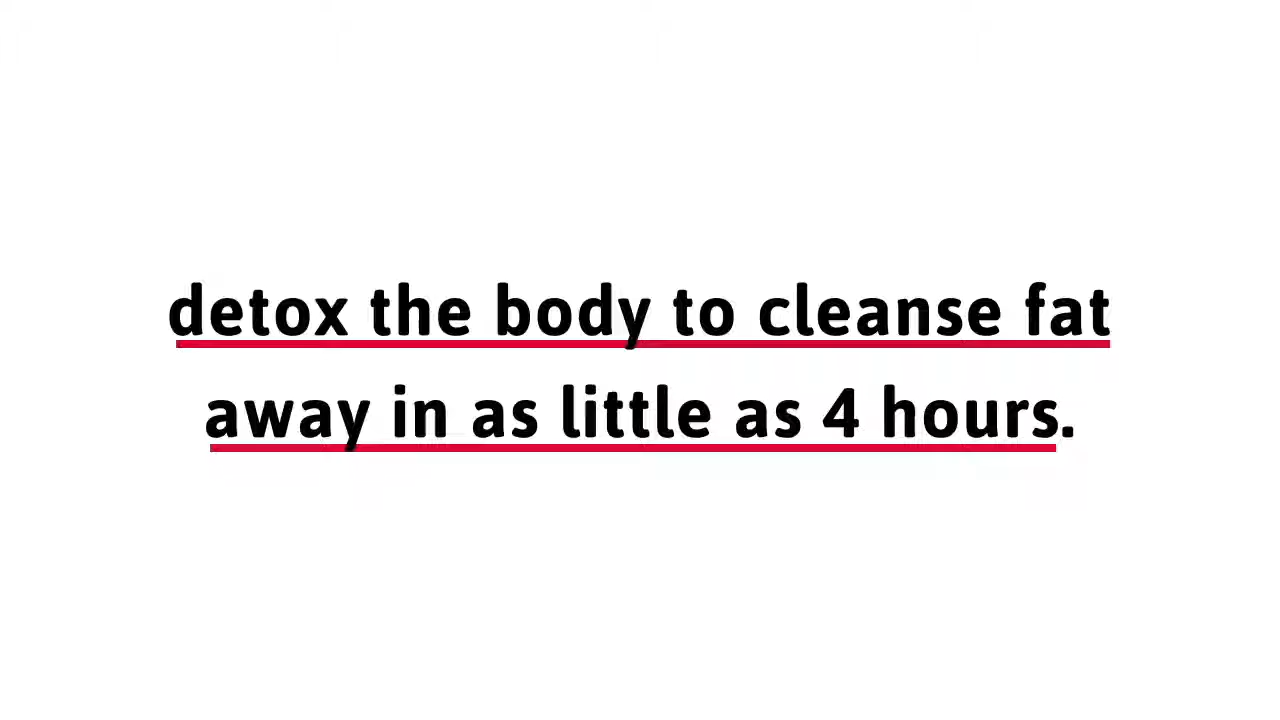 detox the body to cleanse fat
away in as little as 4 hours.